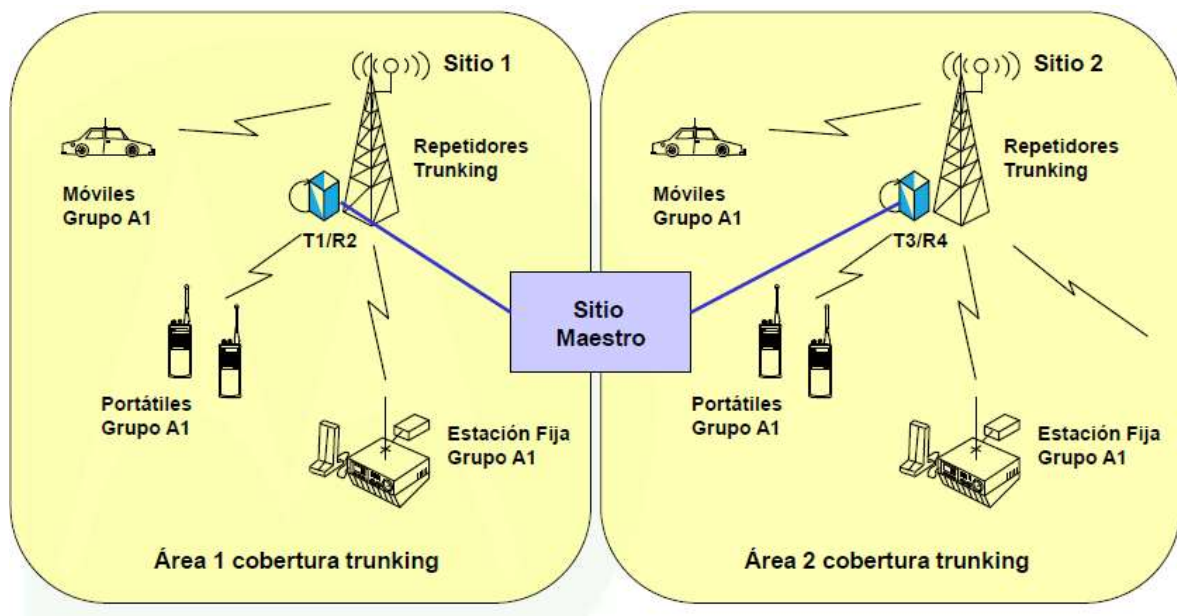 Sitio 1
Repetidores
Trunking
Móviles
Grupo A1
T1/R2
Portátiles
Grupo A1
Estación Fija
Grupo A1
Área 1 cobertura trunking
Sitio
Maestro
Sitio 2
Repetidores
Trunking
Móviles
Grupo A1
T3/R4
Portátiles
Grupo A1
Estación Fija
Grupo A1
Área 2 cobertura trunking